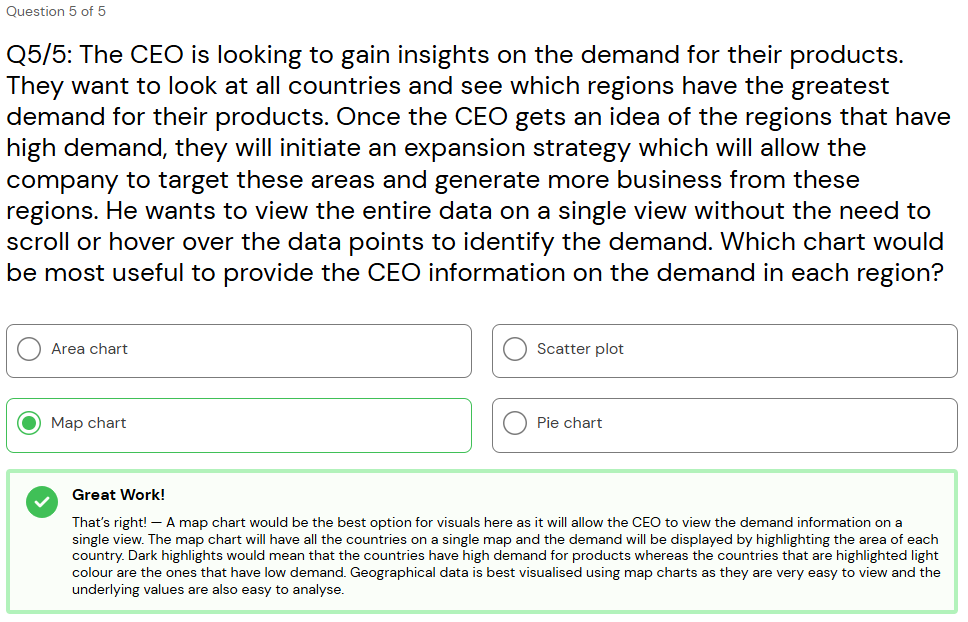 Question 5 of 5
Q5/5: The CEO is looking to gain insights on the demand for their products.
They want to look at all countries and see which regions have the greatest
demand for their products. Once the CEO gets an idea of the regions that have
high demand, they will initiate an expansion strategy which will allow the
company to target these areas and generate more business from these
regions. He wants to view the entire data on a single view without the need to
scroll or hover over the data points to identify the demand. Which chart would
be most useful to provide the CEO information on the demand in each region?
Area chart
Scatter plot
Map chart
Pie chart
Great Work!
That's right! — A map chart would be the best option for visuals here as it will allow the CEO to view the demand information on a
single view. The map chart will have all the countries on a single map and the demand will be displayed by highlighting the area of each
country. Dark highlights would mean that the countries have high demand for products whereas the countries that are highlighted light
colour are the ones that have low demand. Geographical data is best visualised using map charts as they are very easy to view and the
underlying values are also easy to analyse.